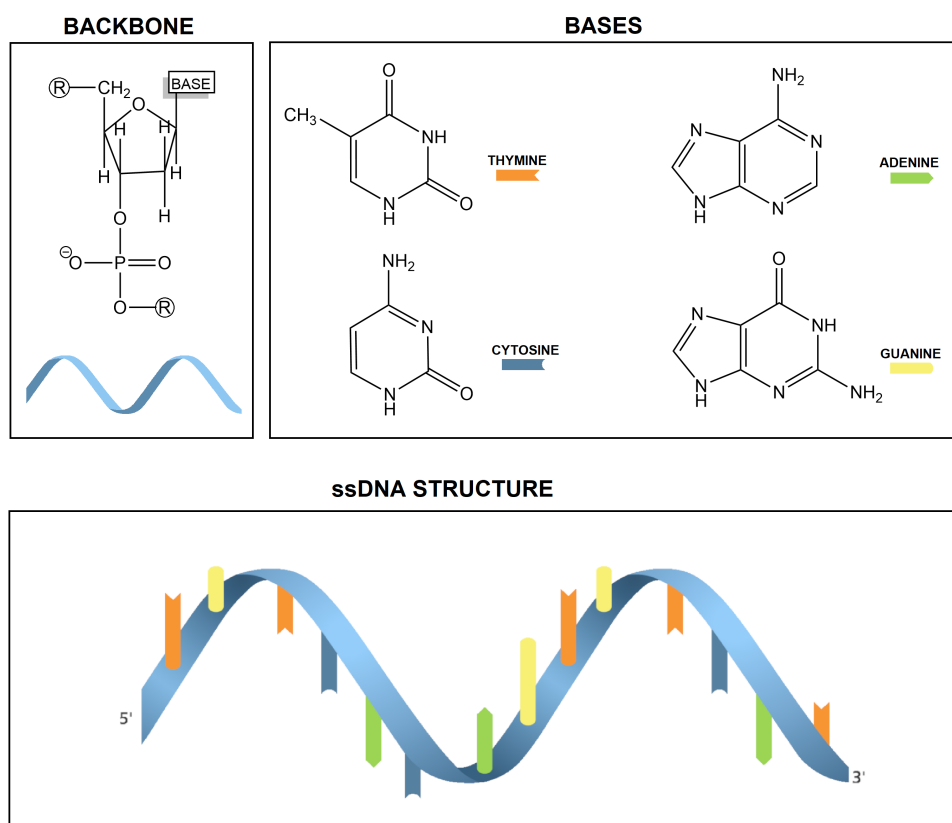 BACKBONE
BASES
R
CH2
BASE
O
H
H
H
H
H
O
⊖O
P
O
O
R
O
CH3
NH
N
H
O
THYMINE
NH2
N
N
N
H
N
ADENINE
NH2
N
N
H
O
CYTOSINE
O
N
NH
N
H
N
NH2
GUANINE
ssDNA STRUCTURE
5'
3'